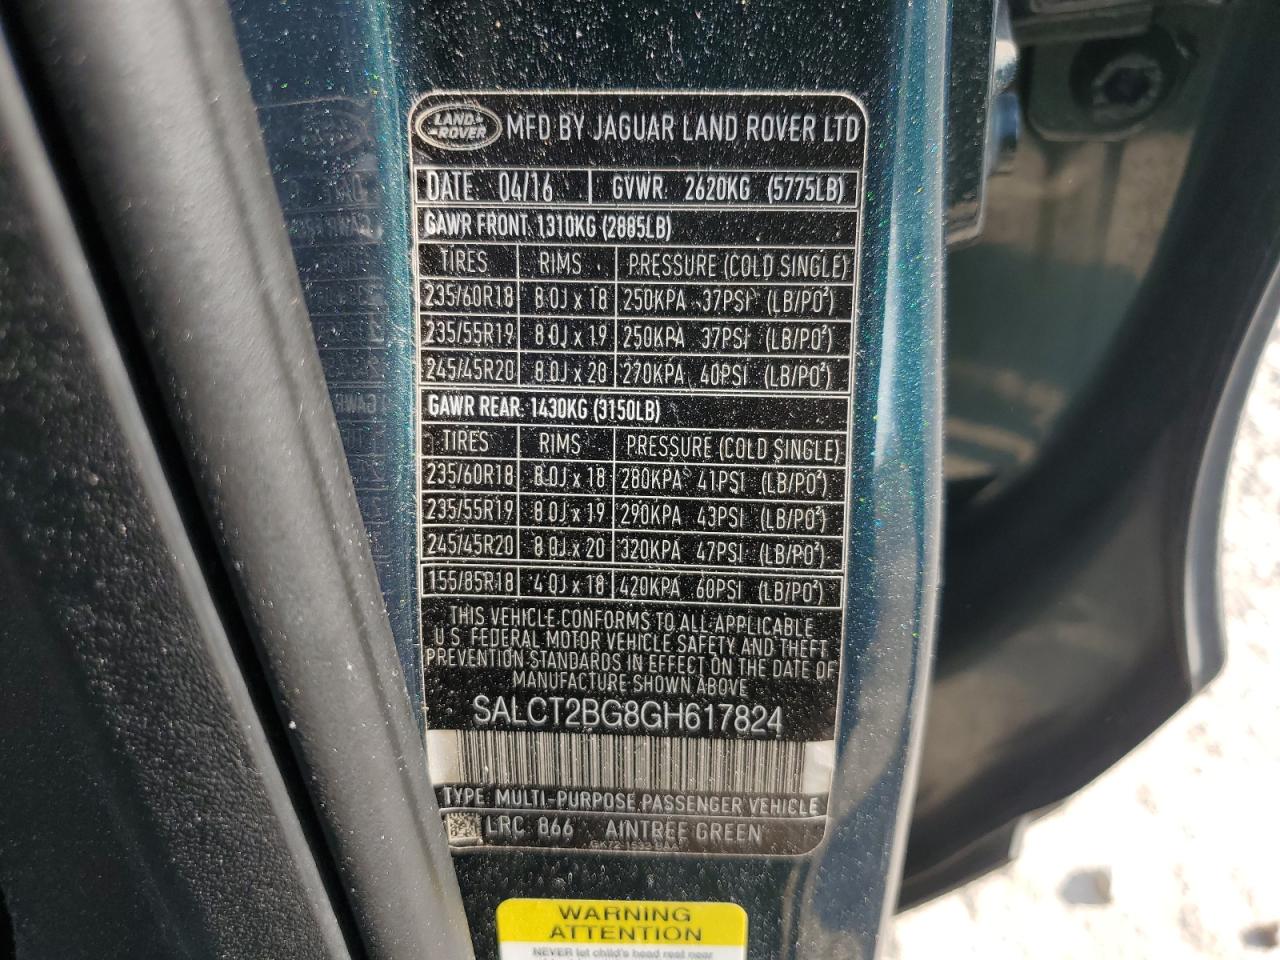 LAND ROVER MFD BY JAGUAR LAND ROVER LTD
DATE. 04/16 GVWR. 2620KG (5775LB)
GAWR FRONT. 1310KG (2885LB)
TIRES RIMS PRESSURE (COLD SINGLE)
235/60R18 8.0J x 18 250KPA 37PSI (LB/PO²)
235/55R19 8.0J x 19 250KPA 37PSI (LB/PO²)
245/45R20 8.0J x 20 270KPA 40PSI (LB/PO²)
GAWR REAR. 1430KG (3150LB)
TIRES RIMS PRESSURE (COLD SINGLE)
235/60R18 8.0J x 18 280KPA 41PSI (LB/PO²)
235/55R19 8.0J x 19 290KPA 43PSI (LB/PO²)
245/45R20 8.0J x 20 320KPA 47PSI (LB/PO²)
155/85R18 4.0J x 18 420KPA 60PSI (LB/PO²)
THIS VEHICLE CONFORMS TO ALL APPLICABLE
U.S. FEDERAL MOTOR VEHICLE SAFETY AND THEFT
PREVENTION STANDARDS IN EFFECT ON THE DATE OF
MANUFACTURE SHOWN ABOVE
SALCT2BG8GH617824
TYPE: MULTI-PURPOSE PASSENGER VEHICLE
LRC 866 AINTREE GREEN
WARNING
ATTENTION
NEVER let child's head rest near